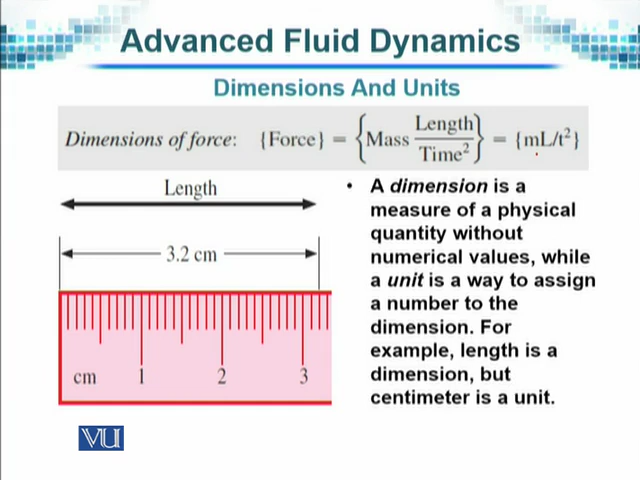 Advanced Fluid Dynamics
Dimensions And Units
Dimensions of force: {Force} = {Mass Length/Time²} = {mL/t²}
Length
3.2 cm
cm 1 2 3
• A dimension is a
measure of a physical
quantity without
numerical values, while
a unit is a way to assign
a number to the
dimension. For
example, length is a
dimension, but
centimeter is a unit.
VU